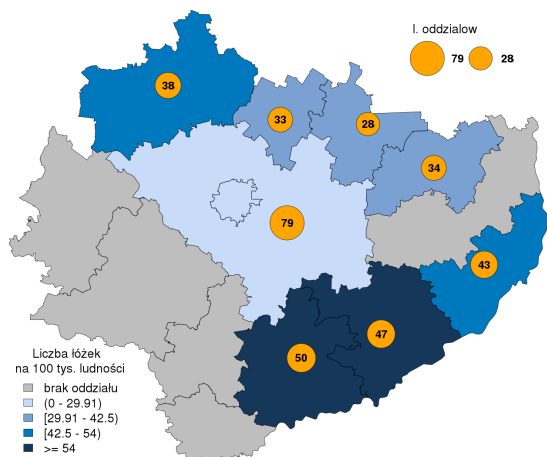 l. oddzialow
79 28
38
33
28
34
79
43
47
50
Liczba łóżek
na 100 tys. ludności
brak oddziału
(0 - 29.91)
[29.91 - 42.5)
[42.5 - 54)
>= 54